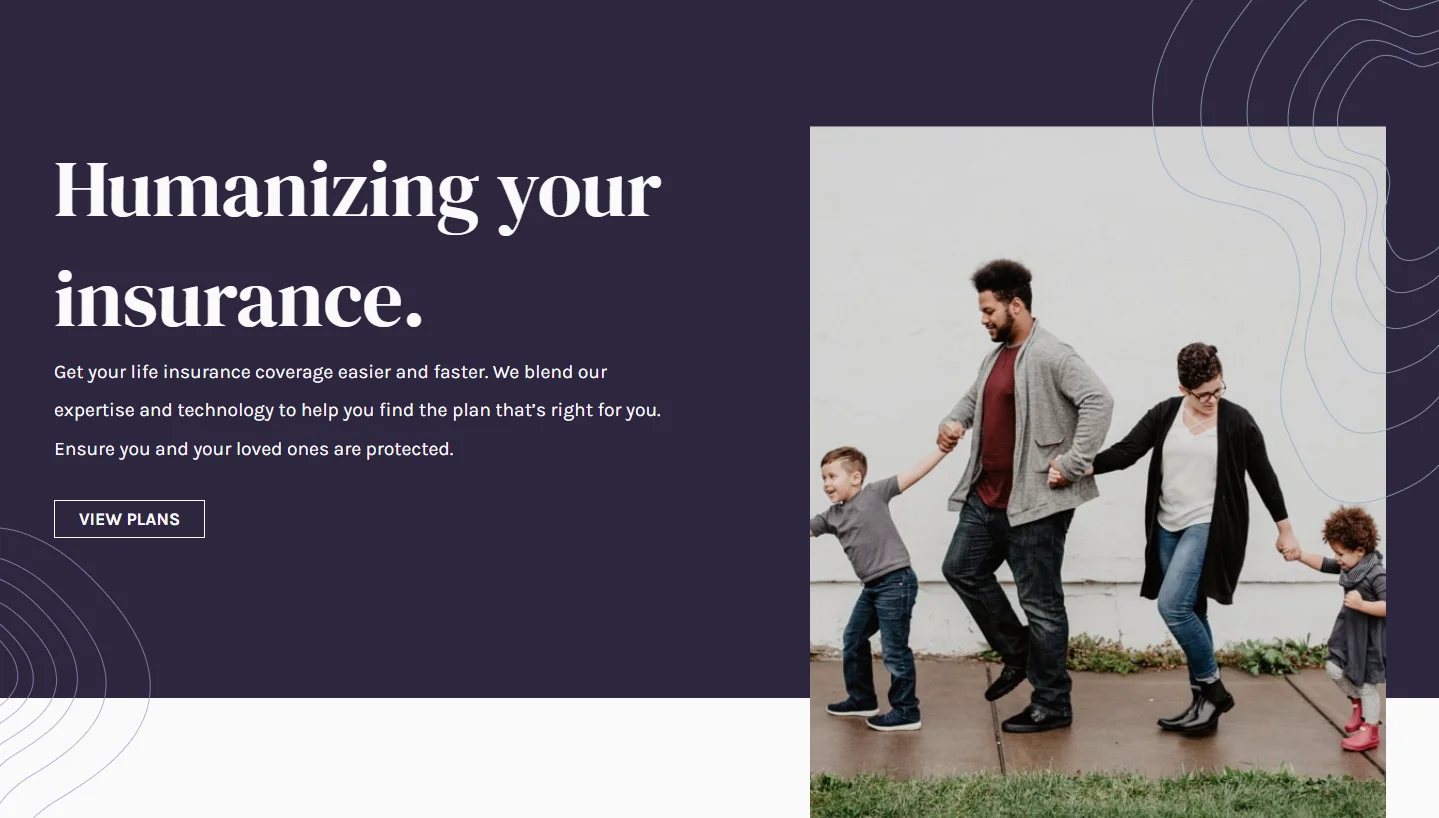 Humanizing your
insurance.
Get your life insurance coverage easier and faster. We blend our
expertise and technology to help you find the plan that’s right for you.
Ensure you and your loved ones are protected.
VIEW PLANS